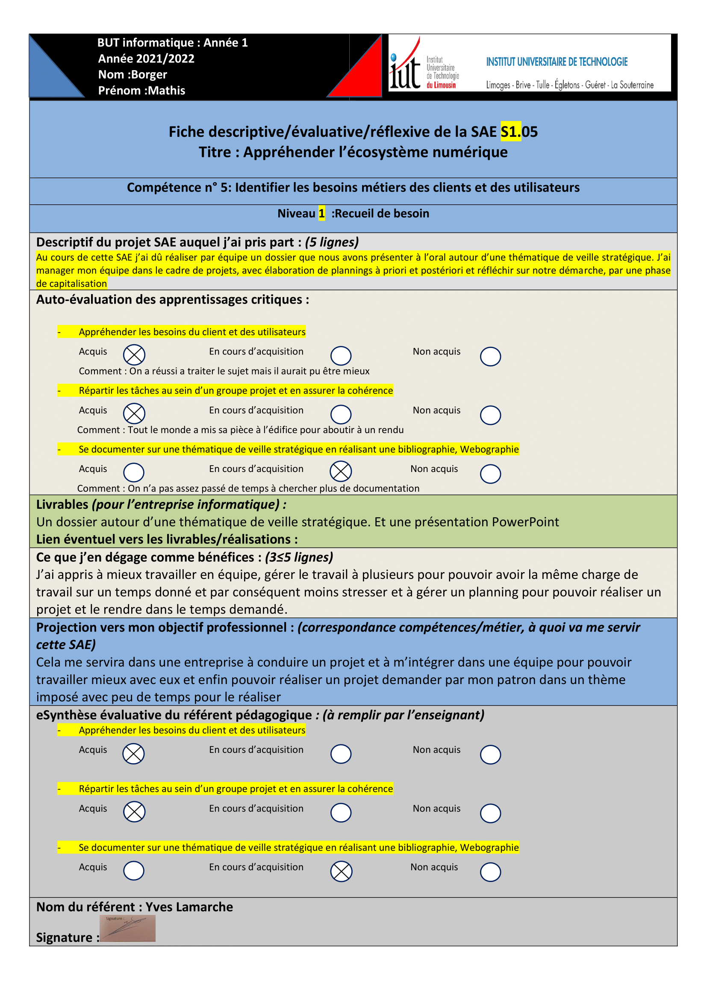 BUT informatique : Année 1
Année 2021/2022
Nom :Borger
Prénom :Mathis
iut
Institut
Universitaire
de Technologie
du Limousin
INSTITUT UNIVERSITAIRE DE TECHNOLOGIE
Limoges - Brive - Tulle - Égletons - Guéret - La Souterraine
Fiche descriptive/évaluative/réflexive de la SAE S1.05
Titre : Appréhender l’écosystème numérique
Compétence n° 5: Identifier les besoins métiers des clients et des utilisateurs
Niveau 1 :Recueil de besoin
Descriptif du projet SAE auquel j’ai pris part : (5 lignes)
Au cours de cette SAE j’ai dû réaliser par équipe un dossier que nous avons présenter à l’oral autour d’une thématique de veille stratégique. J’ai
manager mon équipe dans le cadre de projets, avec élaboration de plannings à priori et postériori et réfléchir sur notre démarche, par une phase
de capitalisation
Auto-évaluation des apprentissages critiques :
- Appréhender les besoins du client et des utilisateurs
Acquis En cours d’acquisition Non acquis
Comment : On a réussi a traiter le sujet mais il aurait pu être mieux
- Répartir les tâches au sein d’un groupe projet et en assurer la cohérence
Acquis En cours d’acquisition Non acquis
Comment : Tout le monde a mis sa pièce à l’édifice pour aboutir à un rendu
- Se documenter sur une thématique de veille stratégique en réalisant une bibliographie, Webographie
Acquis En cours d’acquisition Non acquis
Comment : On n’a pas assez passé de temps à chercher plus de documentation
Livrables (pour l’entreprise informatique) :
Un dossier autour d’une thématique de veille stratégique. Et une présentation PowerPoint
Lien éventuel vers les livrables/réalisations :
Ce que j’en dégage comme bénéfices : (3≤5 lignes)
J’ai appris à mieux travailler en équipe, gérer le travail à plusieurs pour pouvoir avoir la même charge de
travail sur un temps donné et par conséquent moins stresser et à gérer un planning pour pouvoir réaliser un
projet et le rendre dans le temps demandé.
Projection vers mon objectif professionnel : (correspondance compétences/métier, à quoi va me servir
cette SAE)
Cela me servira dans une entreprise à conduire un projet et à m’intégrer dans une équipe pour pouvoir
travailler mieux avec eux et enfin pouvoir réaliser un projet demander par mon patron dans un thème
imposé avec peu de temps pour le réaliser
eSynthèse évaluative du référent pédagogique : (à remplir par l’enseignant)
- Appréhender les besoins du client et des utilisateurs
Acquis En cours d’acquisition Non acquis
- Répartir les tâches au sein d’un groupe projet et en assurer la cohérence
Acquis En cours d’acquisition Non acquis
- Se documenter sur une thématique de veille stratégique en réalisant une bibliographie, Webographie
Acquis En cours d’acquisition Non acquis
Nom du référent : Yves Lamarche
Signature :
Signature :